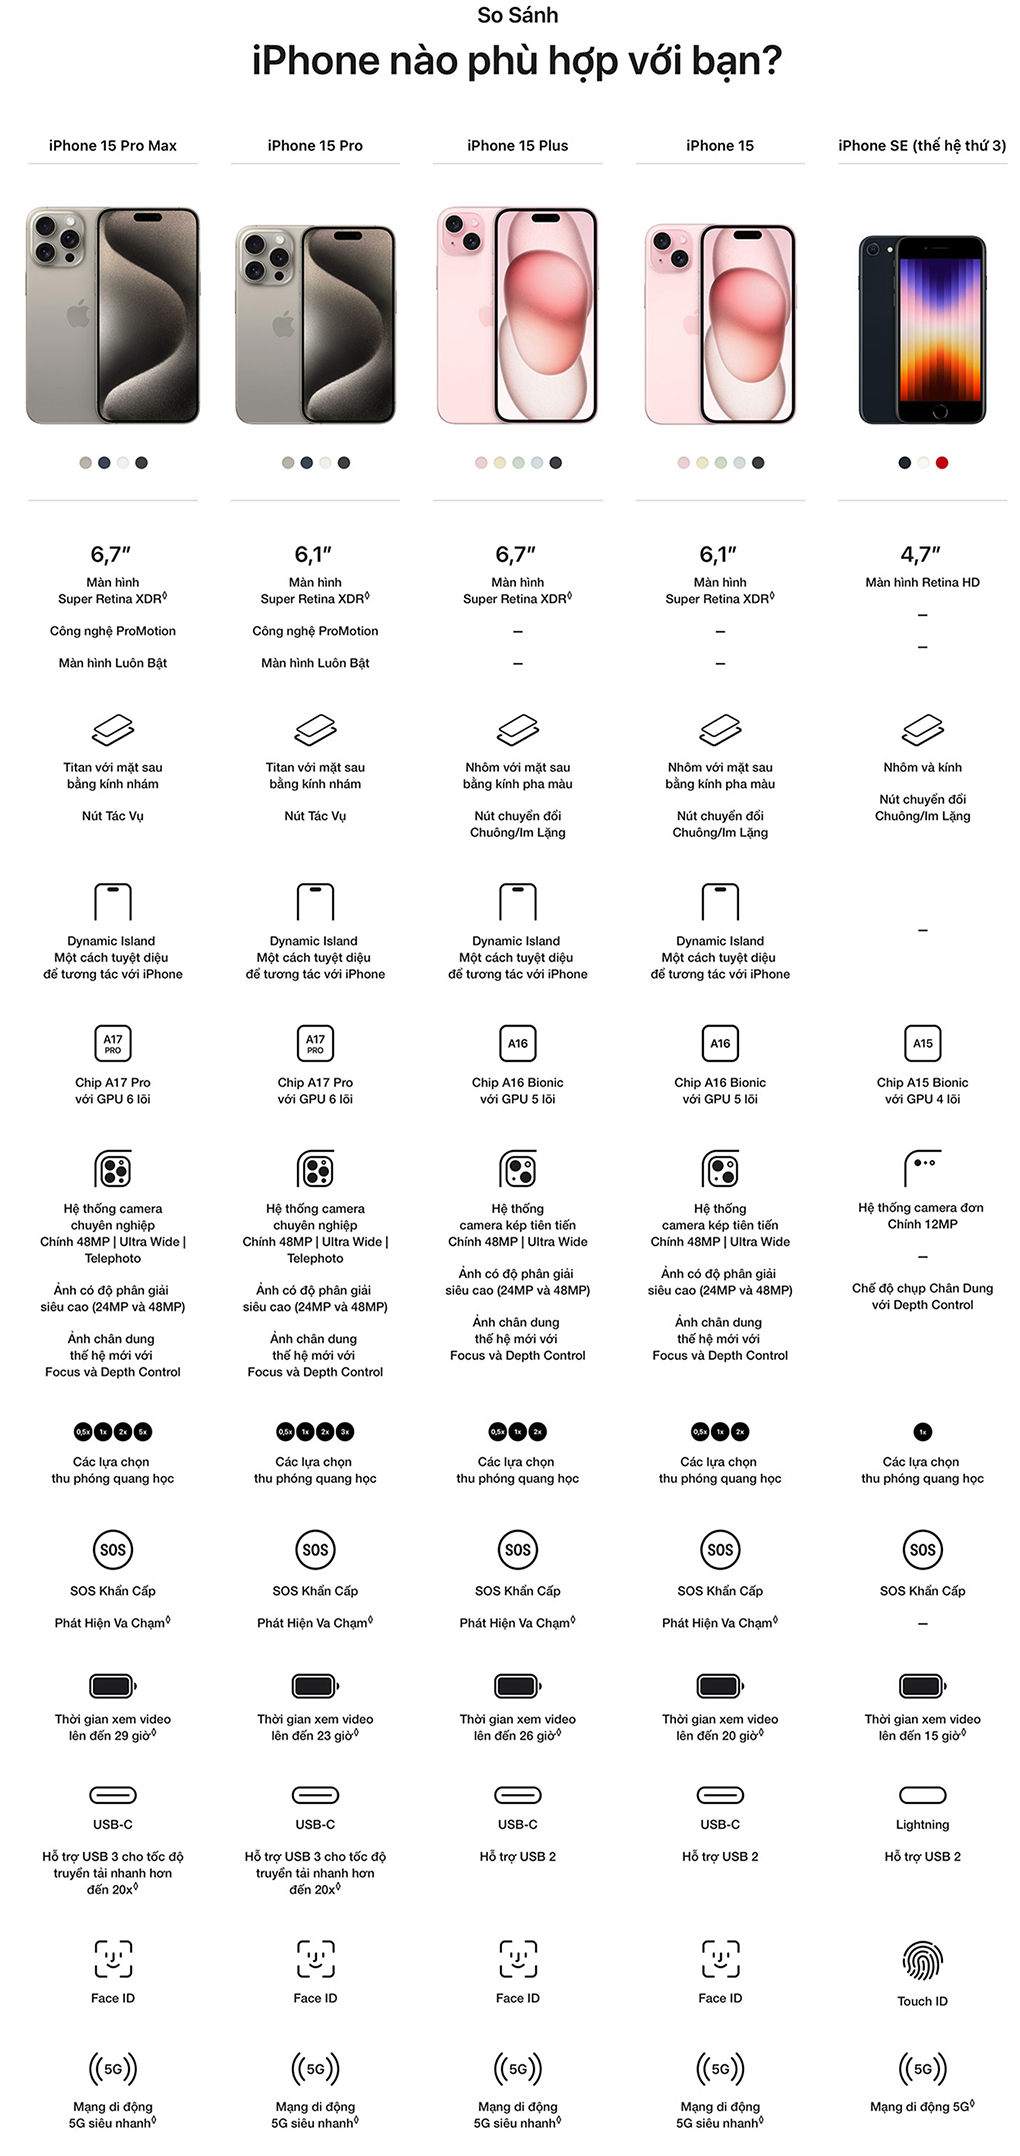 So Sánh
iPhone nào phù hợp với bạn?
iPhone 15 Pro Max
iPhone 15 Pro
iPhone 15 Plus
iPhone 15
iPhone SE (thế hệ thứ 3)
6,7”
6,1”
6,7”
6,1”
4,7”
Màn hình
Super Retina XDR◊
Màn hình
Super Retina XDR◊
Màn hình
Super Retina XDR◊
Màn hình
Super Retina XDR◊
Màn hình Retina HD
Công nghệ ProMotion
Công nghệ ProMotion
–
–
–
Màn hình Luôn Bật
Màn hình Luôn Bật
–
–
–
Titan với mặt sau
bằng kính nhám
Titan với mặt sau
bằng kính nhám
Nhôm với mặt sau
bằng kính pha màu
Nhôm với mặt sau
bằng kính pha màu
Nhôm và kính
Nút Tác Vụ
Nút Tác Vụ
Nút chuyển đổi
Chuông/Im Lặng
Nút chuyển đổi
Chuông/Im Lặng
Nút chuyển đổi
Chuông/Im Lặng
Dynamic Island
Một cách tuyệt diệu
để tương tác với iPhone
Dynamic Island
Một cách tuyệt diệu
để tương tác với iPhone
Dynamic Island
Một cách tuyệt diệu
để tương tác với iPhone
Dynamic Island
Một cách tuyệt diệu
để tương tác với iPhone
–
A17
PRO
A17
PRO
A16
A16
A15
Chip A17 Pro
với GPU 6 lõi
Chip A17 Pro
với GPU 6 lõi
Chip A16 Bionic
với GPU 5 lõi
Chip A16 Bionic
với GPU 5 lõi
Chip A15 Bionic
với GPU 4 lõi
Hệ thống camera
chuyên nghiệp
Chính 48MP | Ultra Wide |
Telephoto
Hệ thống camera
chuyên nghiệp
Chính 48MP | Ultra Wide |
Telephoto
Hệ thống
camera kép tiên tiến
Chính 48MP | Ultra Wide
Hệ thống
camera kép tiên tiến
Chính 48MP | Ultra Wide
Hệ thống camera đơn
Chính 12MP
Ảnh có độ phân giải
siêu cao (24MP và 48MP)
Ảnh có độ phân giải
siêu cao (24MP và 48MP)
Ảnh có độ phân giải
siêu cao (24MP và 48MP)
Ảnh có độ phân giải
siêu cao (24MP và 48MP)
–
Ảnh chân dung
thế hệ mới với
Focus và Depth Control
Ảnh chân dung
thế hệ mới với
Focus và Depth Control
Ảnh chân dung
thế hệ mới với
Focus và Depth Control
Ảnh chân dung
thế hệ mới với
Focus và Depth Control
Chế độ chụp Chân Dung
với Depth Control
0,5x 1x 2x 5x
0,5x 1x 2x 3x
0,5x 1x 2x
0,5x 1x 2x
1x
Các lựa chọn
thu phóng quang học
Các lựa chọn
thu phóng quang học
Các lựa chọn
thu phóng quang học
Các lựa chọn
thu phóng quang học
Các lựa chọn
thu phóng quang học
SOS
SOS
SOS
SOS
SOS
SOS Khẩn Cấp
SOS Khẩn Cấp
SOS Khẩn Cấp
SOS Khẩn Cấp
SOS Khẩn Cấp
Phát Hiện Va Chạm◊
Phát Hiện Va Chạm◊
Phát Hiện Va Chạm◊
Phát Hiện Va Chạm◊
–
Thời gian xem video
lên đến 29 giờ◊
Thời gian xem video
lên đến 23 giờ◊
Thời gian xem video
lên đến 26 giờ◊
Thời gian xem video
lên đến 20 giờ◊
Thời gian xem video
lên đến 15 giờ◊
USB-C
USB-C
USB-C
USB-C
Lightning
Hỗ trợ USB 3 cho tốc độ
truyền tải nhanh hơn
đến 20x◊
Hỗ trợ USB 3 cho tốc độ
truyền tải nhanh hơn
đến 20x◊
Hỗ trợ USB 2
Hỗ trợ USB 2
Hỗ trợ USB 2
Face ID
Face ID
Face ID
Face ID
Touch ID
5G
5G
5G
5G
5G
Mạng di động
5G siêu nhanh◊
Mạng di động
5G siêu nhanh◊
Mạng di động
5G siêu nhanh◊
Mạng di động
5G siêu nhanh◊
Mạng di động 5G◊